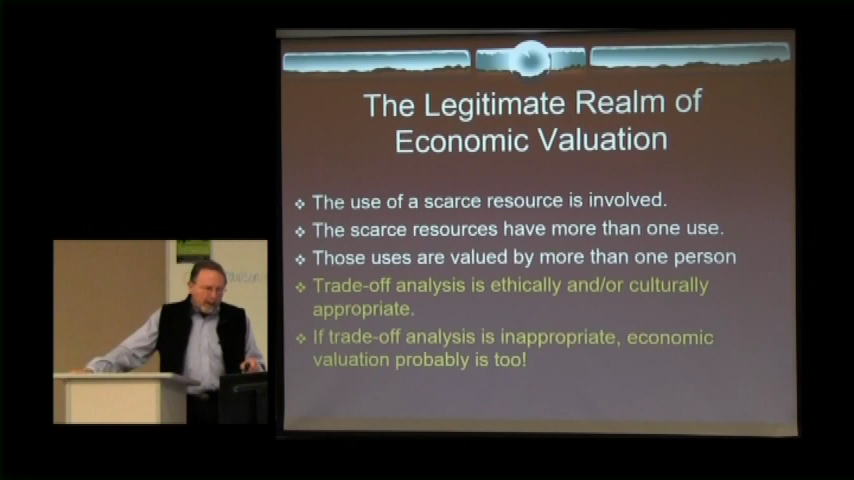 The Legitimate Realm of
Economic Valuation
❖ The use of a scarce resource is involved.
❖ The scarce resources have more than one use.
❖ Those uses are valued by more than one person
❖ Trade-off analysis is ethically and/or culturally
appropriate.
❖ If trade-off analysis is inappropriate, economic
valuation probably is too!